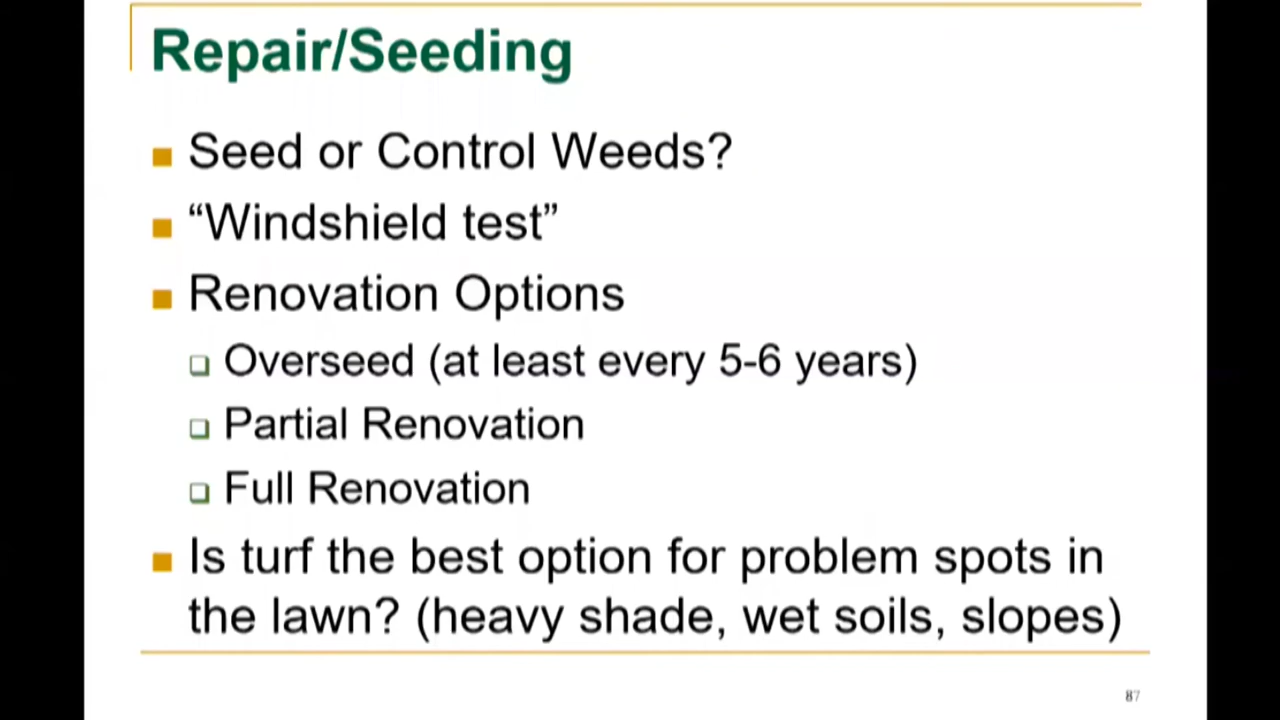 Repair/Seeding
Seed or Control Weeds?
“Windshield test”
Renovation Options
Overseed (at least every 5-6 years)
Partial Renovation
Full Renovation
Is turf the best option for problem spots in
the lawn? (heavy shade, wet soils, slopes)
87